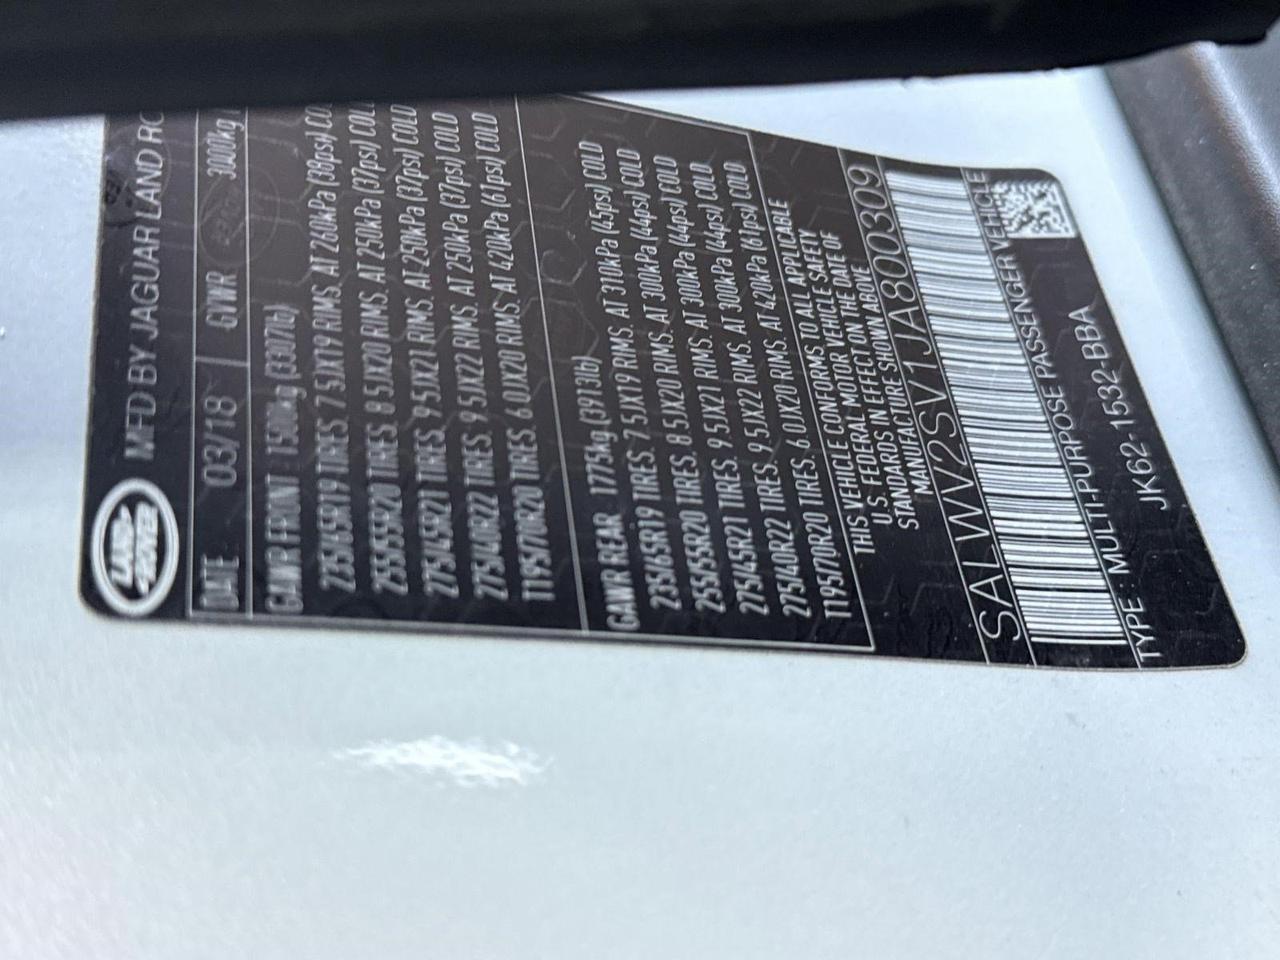 LAND-
-ROVER
MFD BY JAGUAR LAND RO
DATE 03/18 GVWR 3000kg
GAWR FRONT 1500kg (3307lb)
235/65R19 TIRES. 7.5JX19 RIMS. AT 260kPa (38psi) CO
255/55R20 TIRES. 8.5JX20 RIMS. AT 250kPa (37psi) COL
275/45R21 TIRES. 9.5JX21 RIMS. AT 250kPa (37psi) COLD
275/40R22 TIRES. 9.5JX22 RIMS. AT 250kPa (37psi) COLD
T195/70R20 TIRES. 6.0JX20 RIMS. AT 420kPa (61psi) COLD
GAWR REAR 1775kg (3913lb)
235/65R19 TIRES. 7.5JX19 RIMS. AT 310kPa (45psi) COLD
255/55R20 TIRES. 8.5JX20 RIMS. AT 300kPa (44psi) COLD
275/45R21 TIRES. 9.5JX21 RIMS. AT 300kPa (44psi) COLD
275/40R22 TIRES. 9.5JX22 RIMS. AT 300kPa (44psi) COLD
T195/70R20 TIRES. 6.0JX20 RIMS. AT 420kPa (61psi) COLD
THIS VEHICLE CONFORMS TO ALL APPLICABLE
U.S. FEDERAL MOTOR VEHICLE SAFETY
STANDARDS IN EFFECT ON THE DATE OF
MANUFACTURE SHOWN ABOVE
SALWV2SV1JA800309
TYPE : MULTI-PURPOSE PASSENGER VEHICLE
JK62-1532-BBA